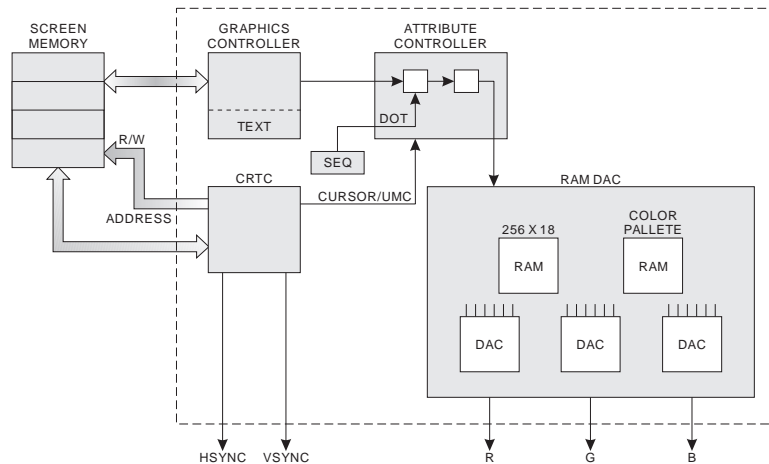 SCREEN
MEMORY
GRAPHICS
CONTROLLER
ATTRIBUTE
CONTROLLER
TEXT
DOT
SEQ
R/W
ADDRESS
CRTC
CURSOR/UMC
RAM DAC
256 X 18
RAM
COLOR
PALLETE
RAM
DAC
DAC
DAC
HSYNC
VSYNC
R
G
B